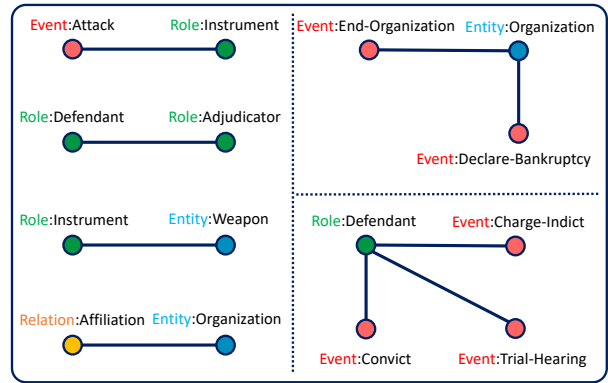 Event:Attack Role:Instrument
Role:Defendant Role:Adjudicator
Role:Instrument Entity:Weapon
Relation:Affiliation Entity:Organization
Event:End-Organization Entity:Organization
Event:Declare-Bankruptcy
Role:Defendant Event:Charge-Indict
Event:Convict Event:Trial-Hearing